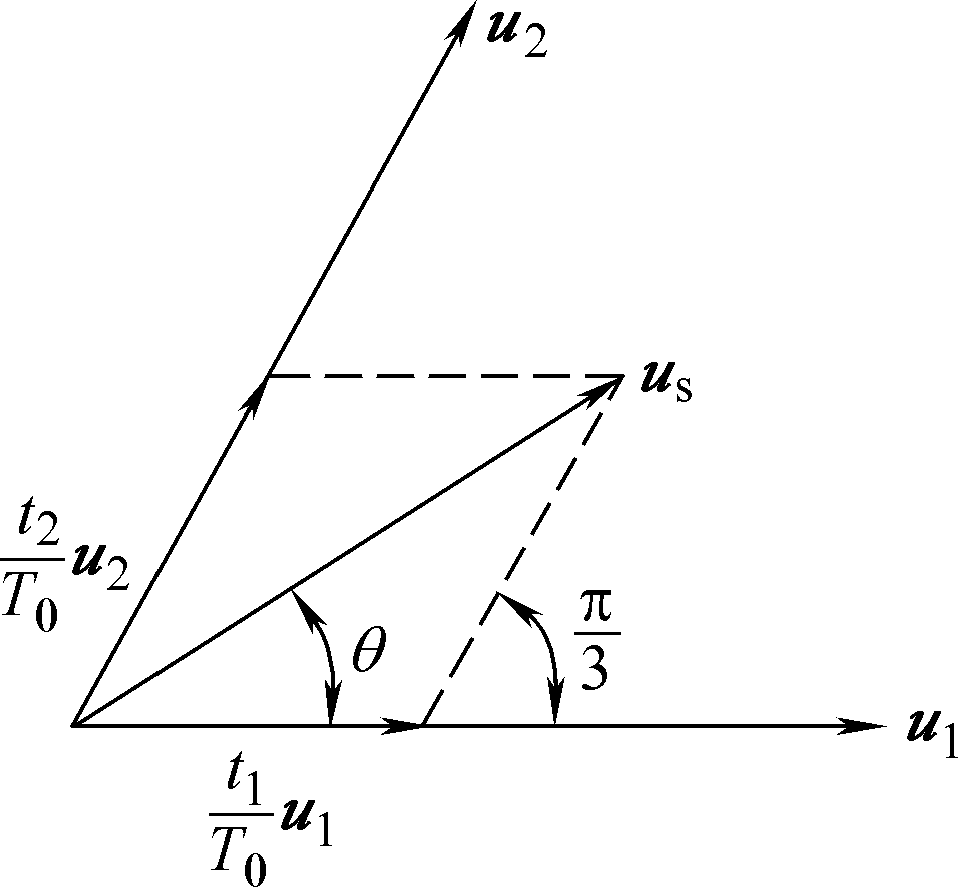 u2
us
t2/T0 u2
θ
π/3
u1
t1/T0 u1